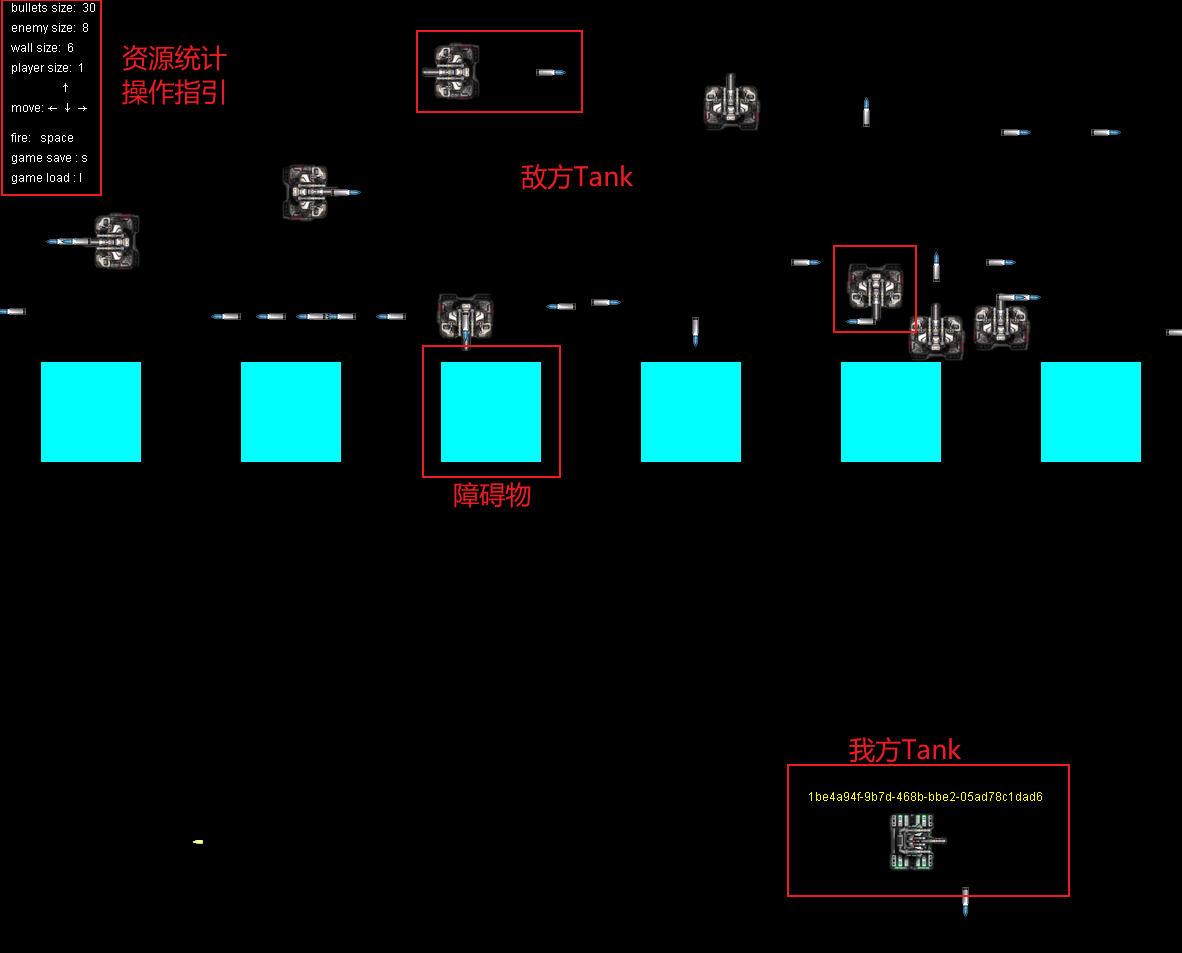 bullets size: 30
enemy size: 8
wall size: 6
player size: 1
↑
move: ← ↓ →
fire: space
game save : s
game load : l
资源统计
操作指引
敌方Tank
障碍物
我方Tank
1be4a94f-9b7d-468b-bbe2-05ad78c1dad6